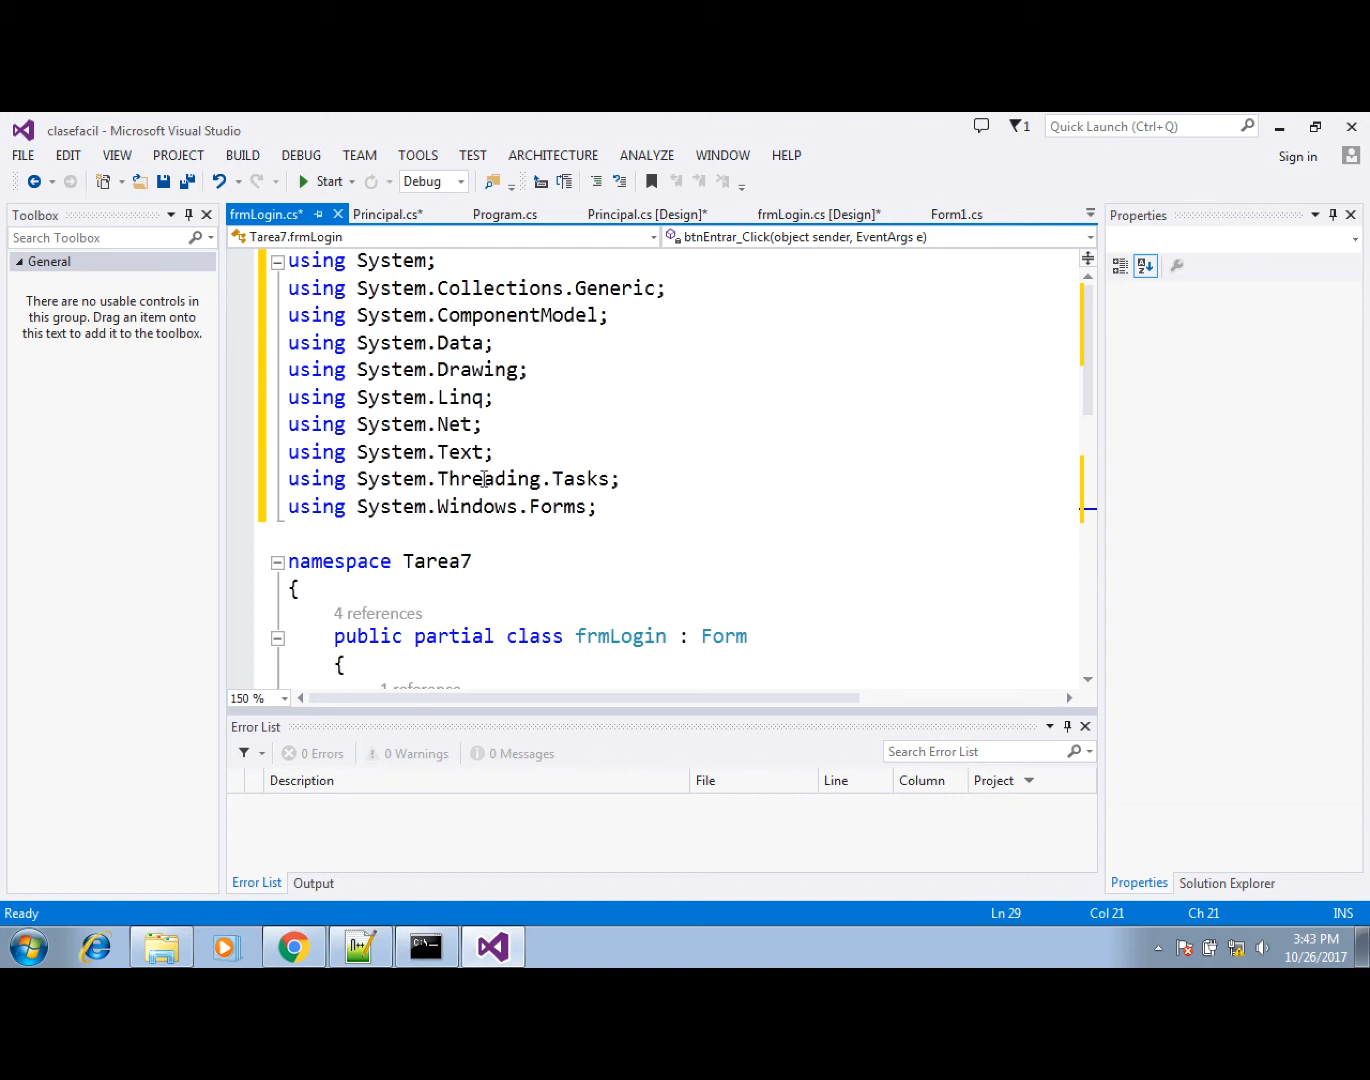 clasefacil - Microsoft Visual Studio
1
Quick Launch (Ctrl+Q)
FILE EDIT VIEW PROJECT BUILD DEBUG TEAM TOOLS TEST ARCHITECTURE ANALYZE WINDOW HELP
Sign in
Start Debug
Toolbox
Search Toolbox
General
There are no usable controls in
this group. Drag an item onto
this text to add it to the toolbox.
frmLogin.cs* Principal.cs* Program.cs Principal.cs [Design]* frmLogin.cs [Design]* Form1.cs
Tarea7.frmLogin btnEntrar_Click(object sender, EventArgs e)
using System;
using System.Collections.Generic;
using System.ComponentModel;
using System.Data;
using System.Drawing;
using System.Linq;
using System.Net;
using System.Text;
using System.Threading.Tasks;
using System.Windows.Forms;
namespace Tarea7
{
4 references
public partial class frmLogin : Form
{
1 reference
150 %
Error List
0 Errors 0 Warnings 0 Messages
Search Error List
Description File Line Column Project
Error List Output
Properties
Properties Solution Explorer
Ready Ln 29 Col 21 Ch 21 INS
3:43 PM
10/26/2017